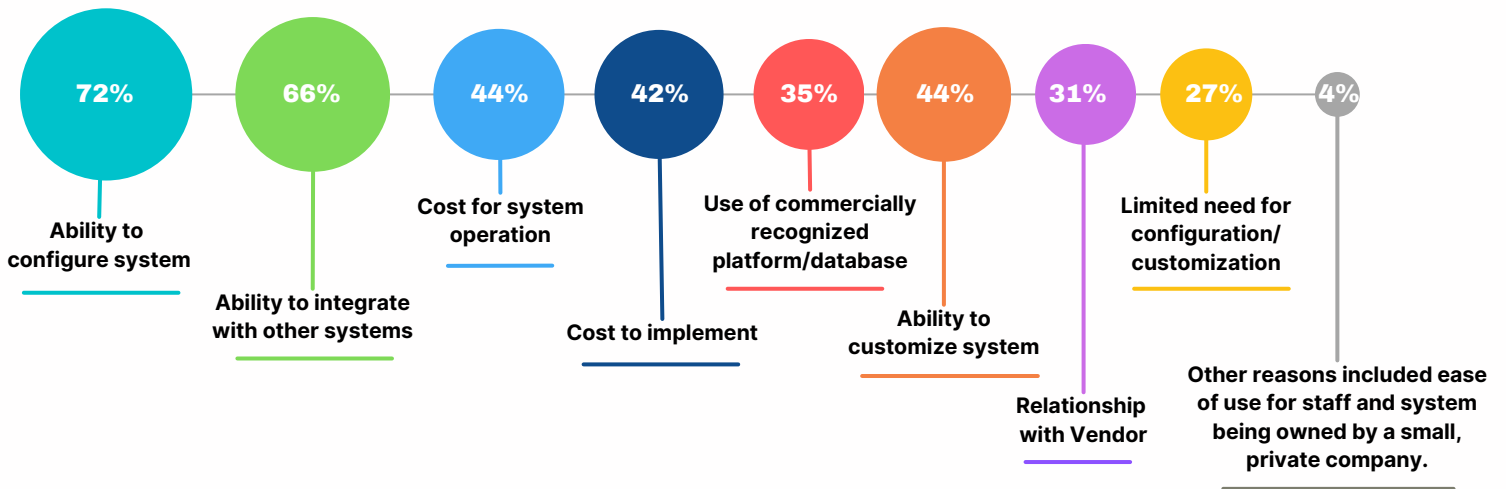 72%
Ability to
configure system
66%
Ability to integrate
with other systems
44%
Cost for system
operation
42%
Cost to implement
35%
Use of commercially
recognized
platform/database
44%
Ability to
customize system
31%
Relationship
with Vendor
27%
Limited need for
configuration/
customization
4%
Other reasons included ease
of use for staff and system
being owned by a small,
private company.